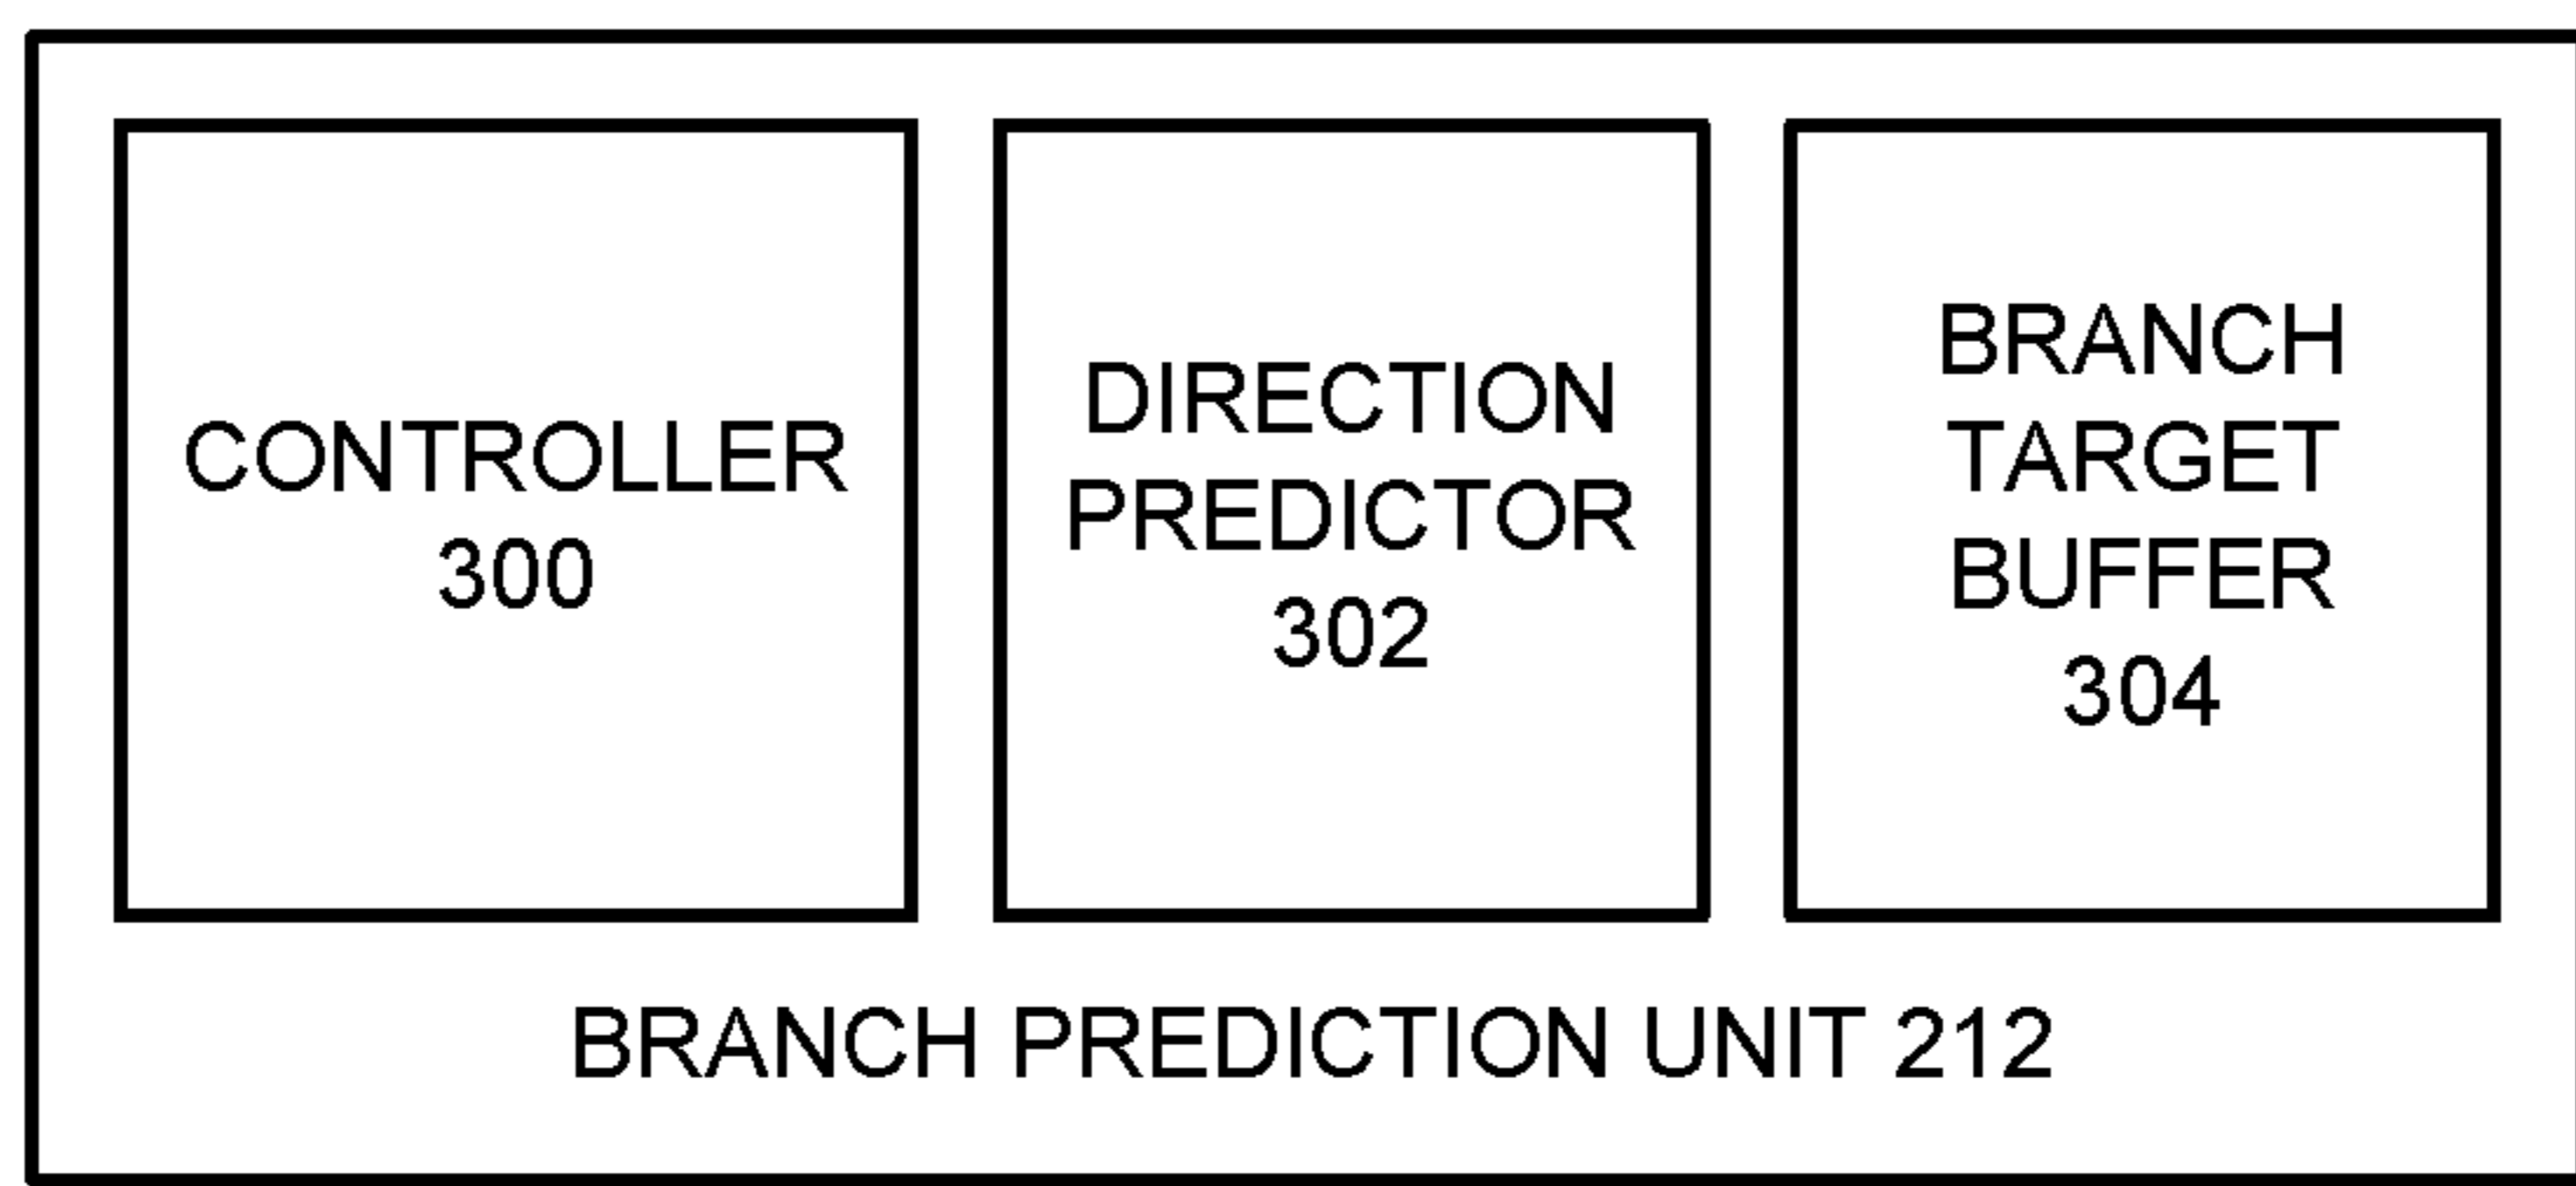 CONTROLLER
300
DIRECTION
PREDICTOR
302
BRANCH
TARGET
BUFFER
304
BRANCH PREDICTION UNIT 212